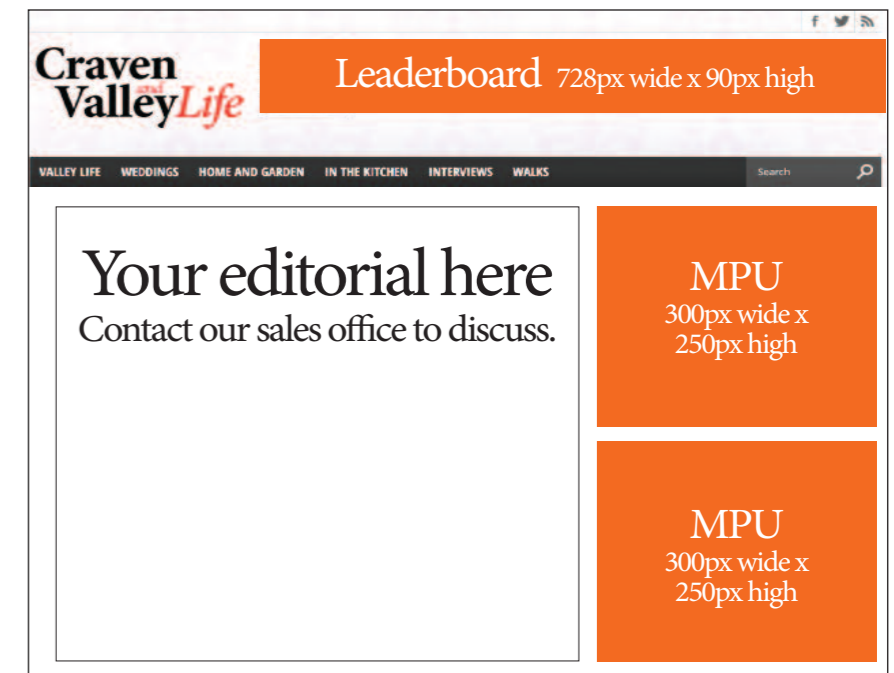 Craven
and
ValleyLife
Leaderboard 728px wide x 90px high
VALLEY LIFE WEDDINGS HOME AND GARDEN IN THE KITCHEN INTERVIEWS WALKS Search
Your editorial here
Contact our sales office to discuss.
MPU
300px wide x
250px high
MPU
300px wide x
250px high